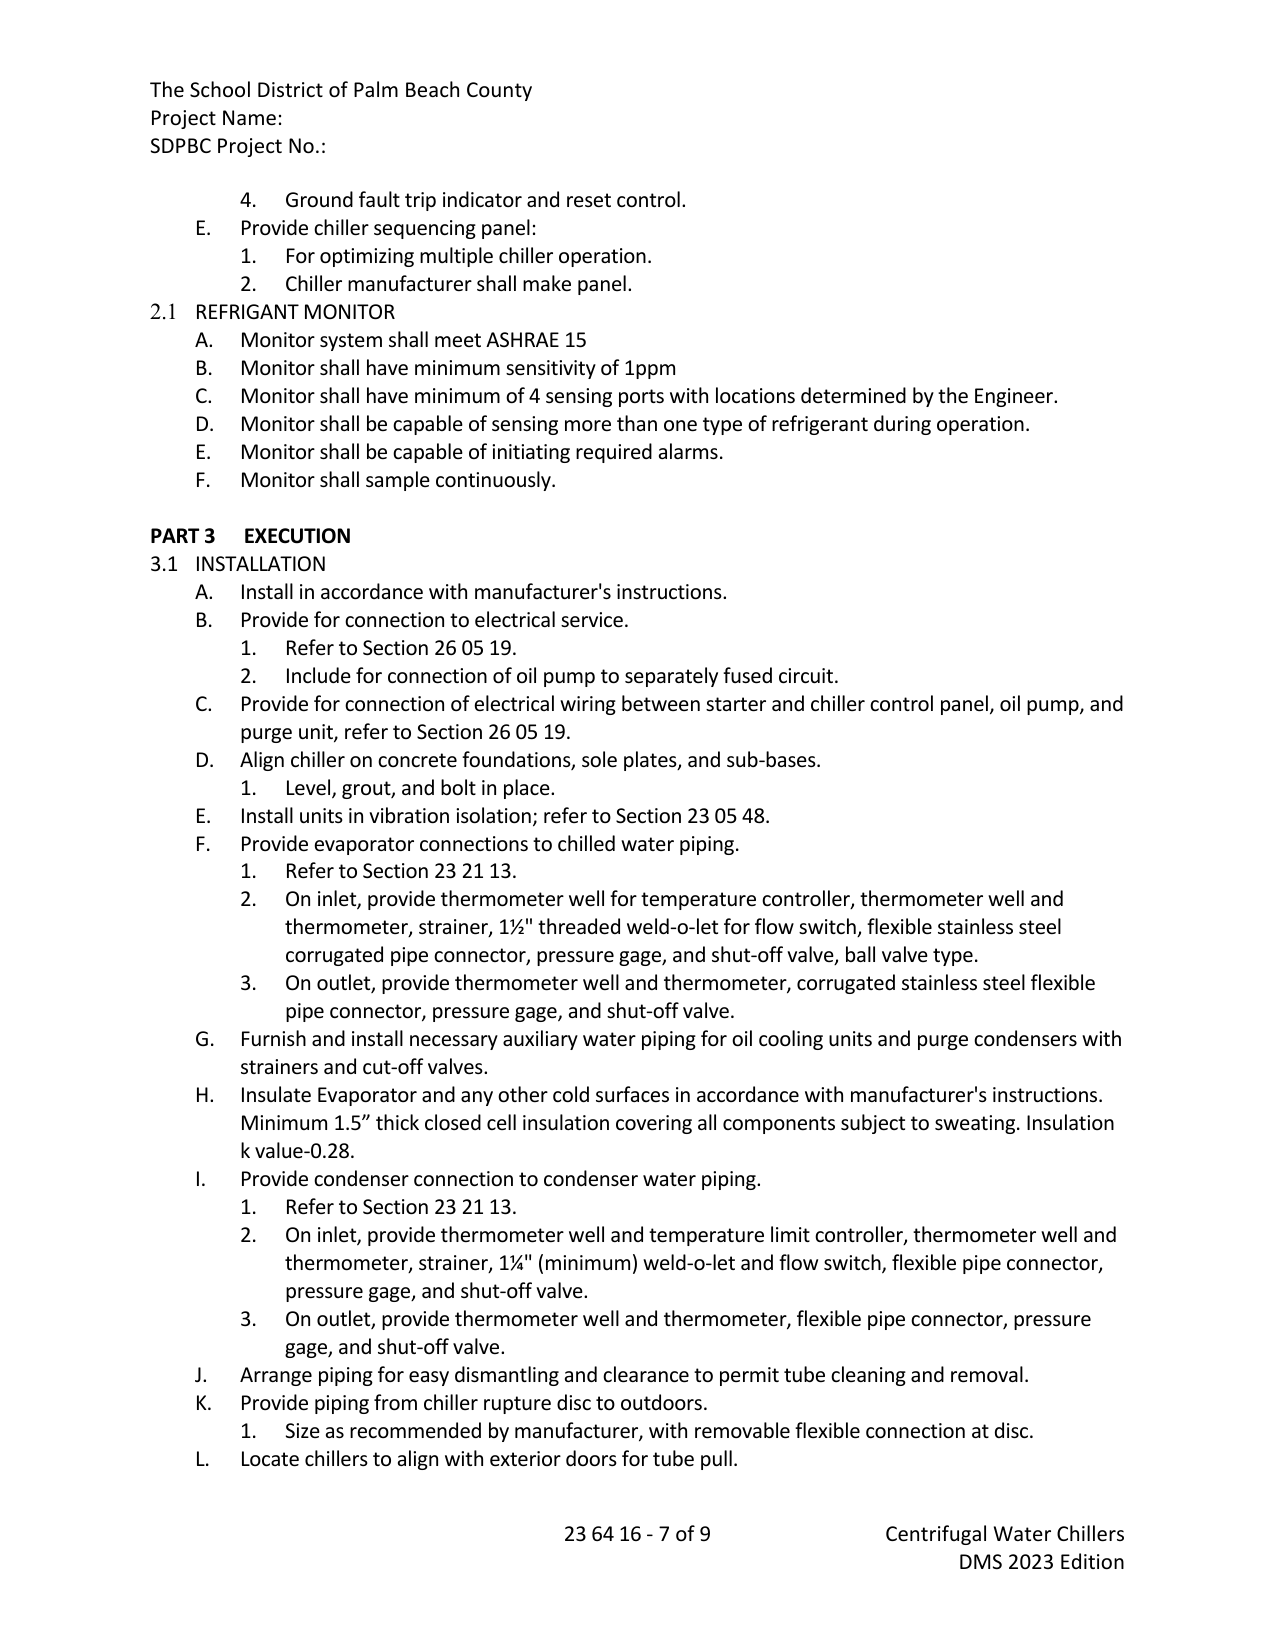 The School District of Palm Beach County
Project Name:
SDPBC Project No.:
4. Ground fault trip indicator and reset control.
E. Provide chiller sequencing panel:
1. For optimizing multiple chiller operation.
2. Chiller manufacturer shall make panel.
2.1 REFRIGANT MONITOR
A. Monitor system shall meet ASHRAE 15
B. Monitor shall have minimum sensitivity of 1ppm
C. Monitor shall have minimum of 4 sensing ports with locations determined by the Engineer.
D. Monitor shall be capable of sensing more than one type of refrigerant during operation.
E. Monitor shall be capable of initiating required alarms.
F. Monitor shall sample continuously.
PART 3 EXECUTION
3.1 INSTALLATION
A. Install in accordance with manufacturer's instructions.
B. Provide for connection to electrical service.
1. Refer to Section 26 05 19.
2. Include for connection of oil pump to separately fused circuit.
C. Provide for connection of electrical wiring between starter and chiller control panel, oil pump, and
purge unit, refer to Section 26 05 19.
D. Align chiller on concrete foundations, sole plates, and sub-bases.
1. Level, grout, and bolt in place.
E. Install units in vibration isolation; refer to Section 23 05 48.
F. Provide evaporator connections to chilled water piping.
1. Refer to Section 23 21 13.
2. On inlet, provide thermometer well for temperature controller, thermometer well and
thermometer, strainer, 1½" threaded weld-o-let for flow switch, flexible stainless steel
corrugated pipe connector, pressure gage, and shut-off valve, ball valve type.
3. On outlet, provide thermometer well and thermometer, corrugated stainless steel flexible
pipe connector, pressure gage, and shut-off valve.
G. Furnish and install necessary auxiliary water piping for oil cooling units and purge condensers with
strainers and cut-off valves.
H. Insulate Evaporator and any other cold surfaces in accordance with manufacturer's instructions.
Minimum 1.5” thick closed cell insulation covering all components subject to sweating. Insulation
k value-0.28.
I. Provide condenser connection to condenser water piping.
1. Refer to Section 23 21 13.
2. On inlet, provide thermometer well and temperature limit controller, thermometer well and
thermometer, strainer, 1¼" (minimum) weld-o-let and flow switch, flexible pipe connector,
pressure gage, and shut-off valve.
3. On outlet, provide thermometer well and thermometer, flexible pipe connector, pressure
gage, and shut-off valve.
J. Arrange piping for easy dismantling and clearance to permit tube cleaning and removal.
K. Provide piping from chiller rupture disc to outdoors.
1. Size as recommended by manufacturer, with removable flexible connection at disc.
L. Locate chillers to align with exterior doors for tube pull.
23 64 16 - 7 of 9 Centrifugal Water Chillers
DMS 2023 Edition